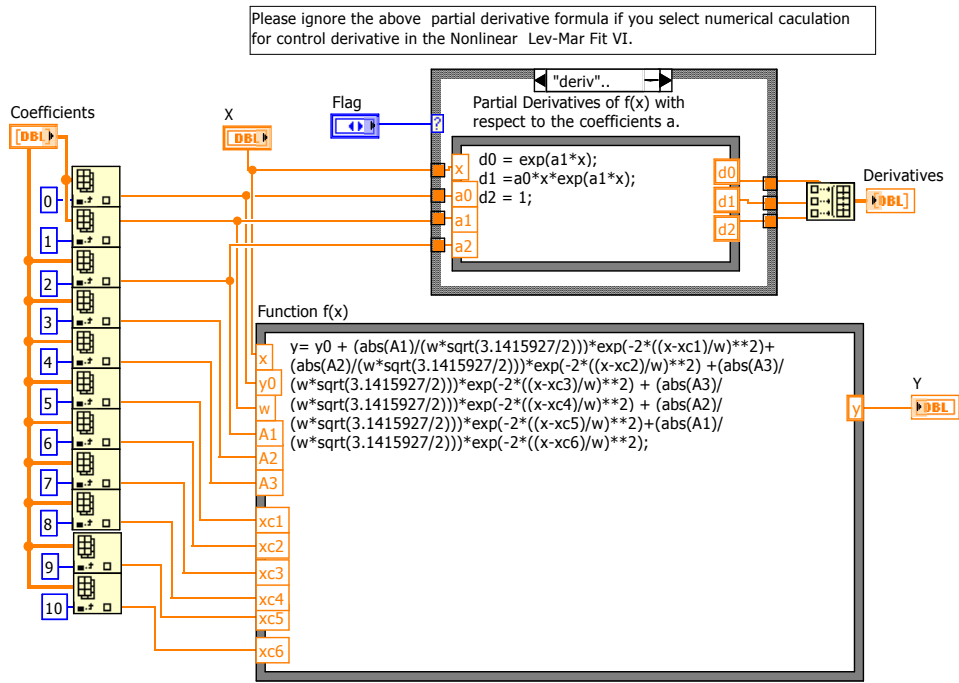 Please ignore the above  partial derivative formula if you select numerical caculation
for control derivative in the Nonlinear  Lev-Mar Fit VI.
"deriv"..
Coefficients
X
Flag
Partial Derivatives of f(x) with
respect to the coefficients a.
[DBL]
DBL
?
x
d0 = exp(a1*x);
d1 =a0*x*exp(a1*x);
d2 = 1;
d0
Derivatives
0
a0
d1
DBL]
1
a1
d2
2
a2
Function f(x)
3
x
y= y0 + (abs(A1)/(w*sqrt(3.1415927/2)))*exp(-2*((x-xc1)/w)**2)+
(abs(A2)/(w*sqrt(3.1415927/2)))*exp(-2*((x-xc2)/w)**2) +(abs(A3)/
(w*sqrt(3.1415927/2)))*exp(-2*((x-xc3)/w)**2) + (abs(A3)/
(w*sqrt(3.1415927/2)))*exp(-2*((x-xc4)/w)**2) + (abs(A2)/
(w*sqrt(3.1415927/2)))*exp(-2*((x-xc5)/w)**2)+(abs(A1)/
(w*sqrt(3.1415927/2)))*exp(-2*((x-xc6)/w)**2);
4
y0
Y
5
w
y
DBL
6
A1
A2
7
A3
8
xc1
xc2
9
xc3
10
xc4
xc5
xc6